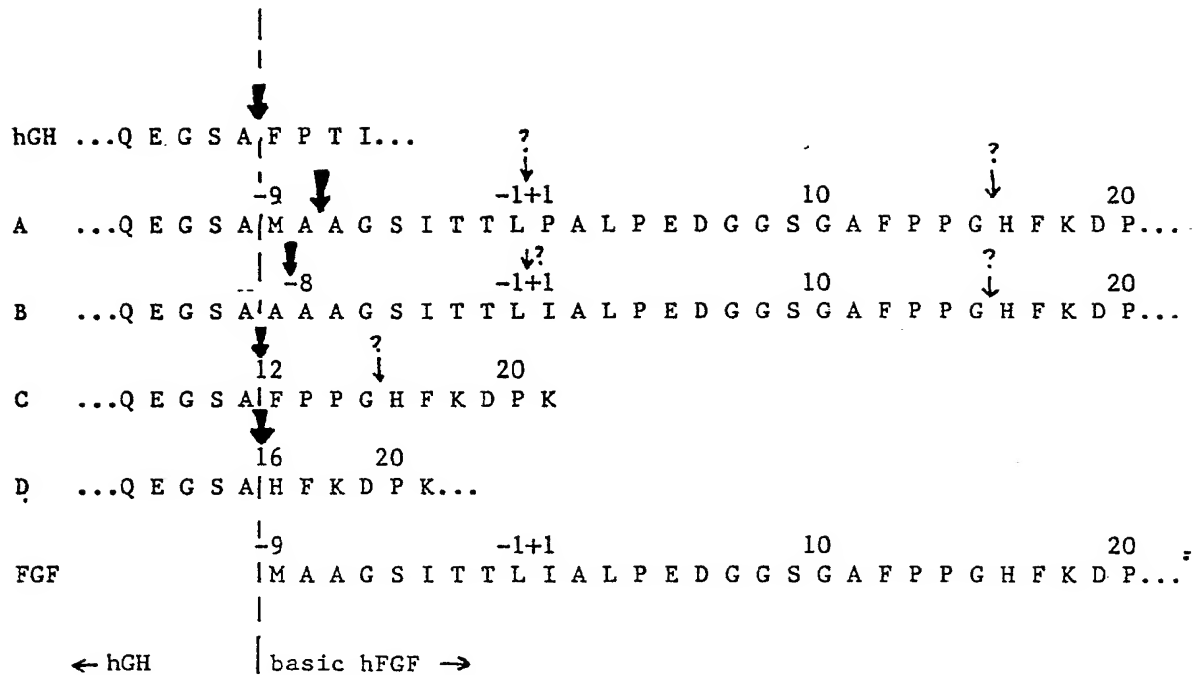 hGH ...Q E G S A F P T I...
? ?
-9 -1+1 10 20
A ...Q E G S A M A A G S I T T L P A L P E D G G S G A F P P G H F K D P...
? ?
-8 -1+1 10 20
B ...Q E G S A A A A G S I T T L I A L P E D G G S G A F P P G H F K D P...
?
12 20
C ...Q E G S A F P P G H F K D P K
16 20
D ...Q E G S A H F K D P K...
-9 -1+1 10 20
FGF M A A G S I T T L I A L P E D G G S G A F P P G H F K D P...
← hGH basic hFGF →